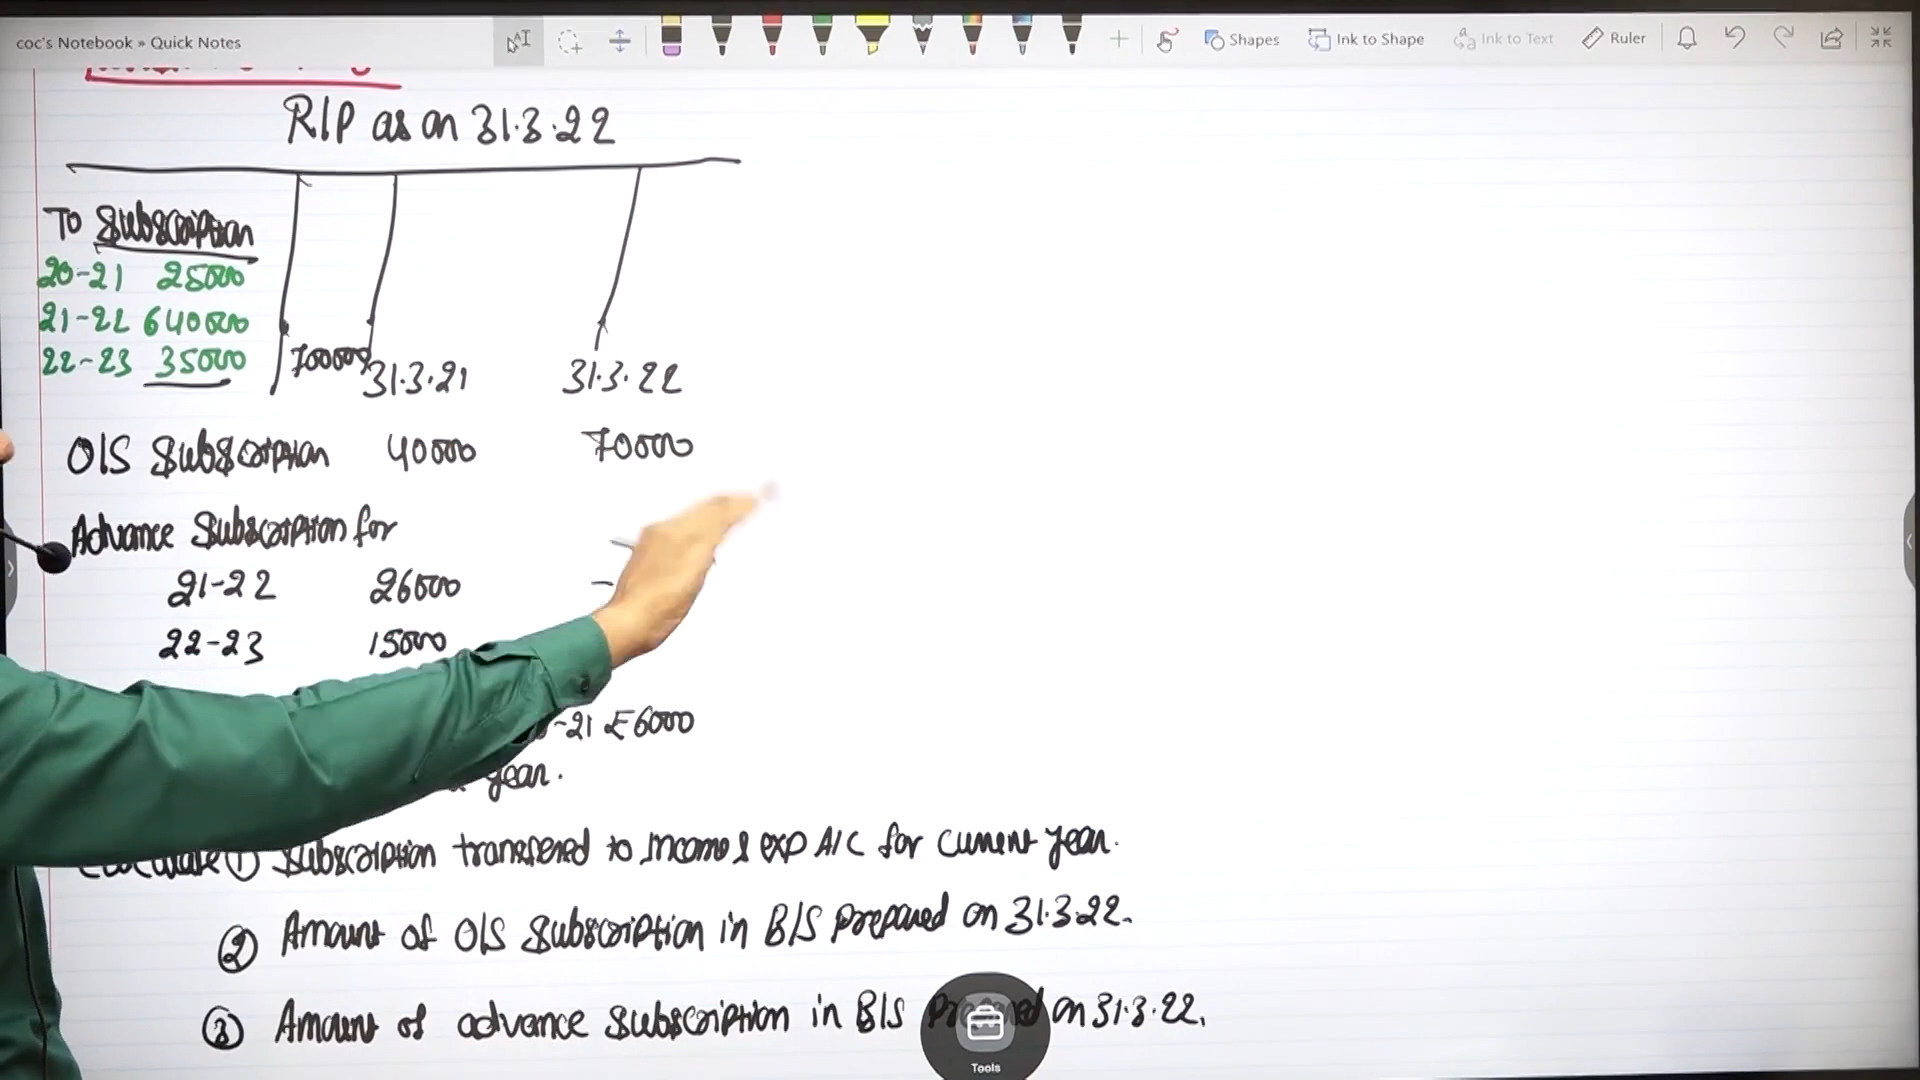 coc's Notebook » Quick Notes
Shapes
Ink to Shape
Ink to Text
Ruler
RIP as on 31.3.22
To Subscription
20-21 25000
21-22 640000
22-23 35000
700000
31.3.21 31.3.22
O/S Subscription 40000 70000
Advance Subscription for
21-22 26000 -
22-23 15000
-21 ₤6000
year.
① Subscription transfered to Income & exp A/C for current year.
② Amount of O/S Subscription in B/S prepared on 31.3.22.
③ Amount of advance Subscription in B/S on 31.3.22.
Tools